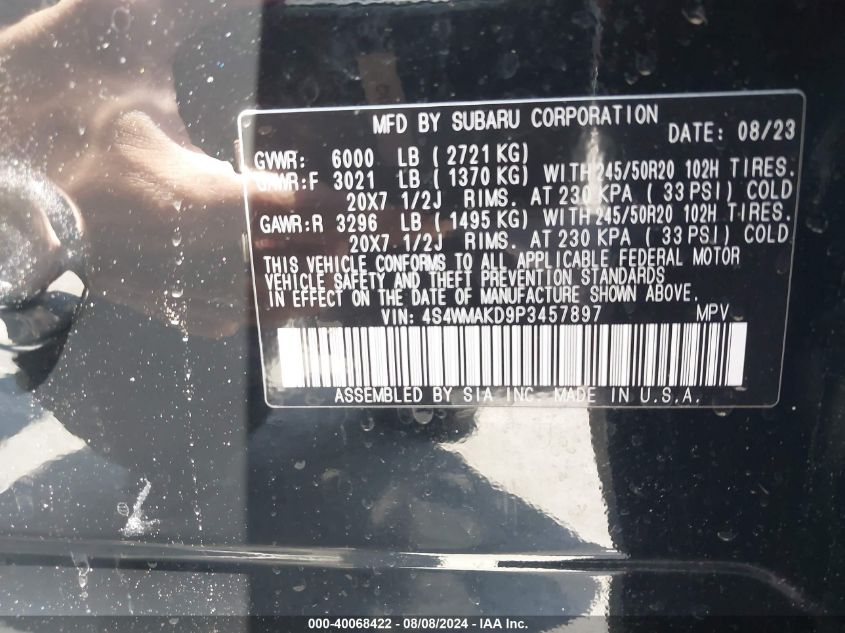 MFD BY SUBARU CORPORATION
DATE: 08/23
GVWR: 6000 LB (2721 KG)
GAWR:F 3021 LB (1370 KG) WITH 245/50R20 102H TIRES.
20X7 1/2J RIMS. AT 230 KPA (33 PSI) COLD
GAWR:R 3296 LB (1495 KG) WITH 245/50R20 102H TIRES.
20X7 1/2J RIMS. AT 230 KPA (33 PSI) COLD
THIS VEHICLE CONFORMS TO ALL APPLICABLE FEDERAL MOTOR
VEHICLE SAFETY AND THEFT PREVENTION STANDARDS
IN EFFECT ON THE DATE OF MANUFACTURE SHOWN ABOVE.
VIN: 4S4WMAKD9P3457897 MPV
ASSEMBLED BY SIA INC. MADE IN U.S.A.
000-40068422 - 08/08/2024 - IAA Inc.